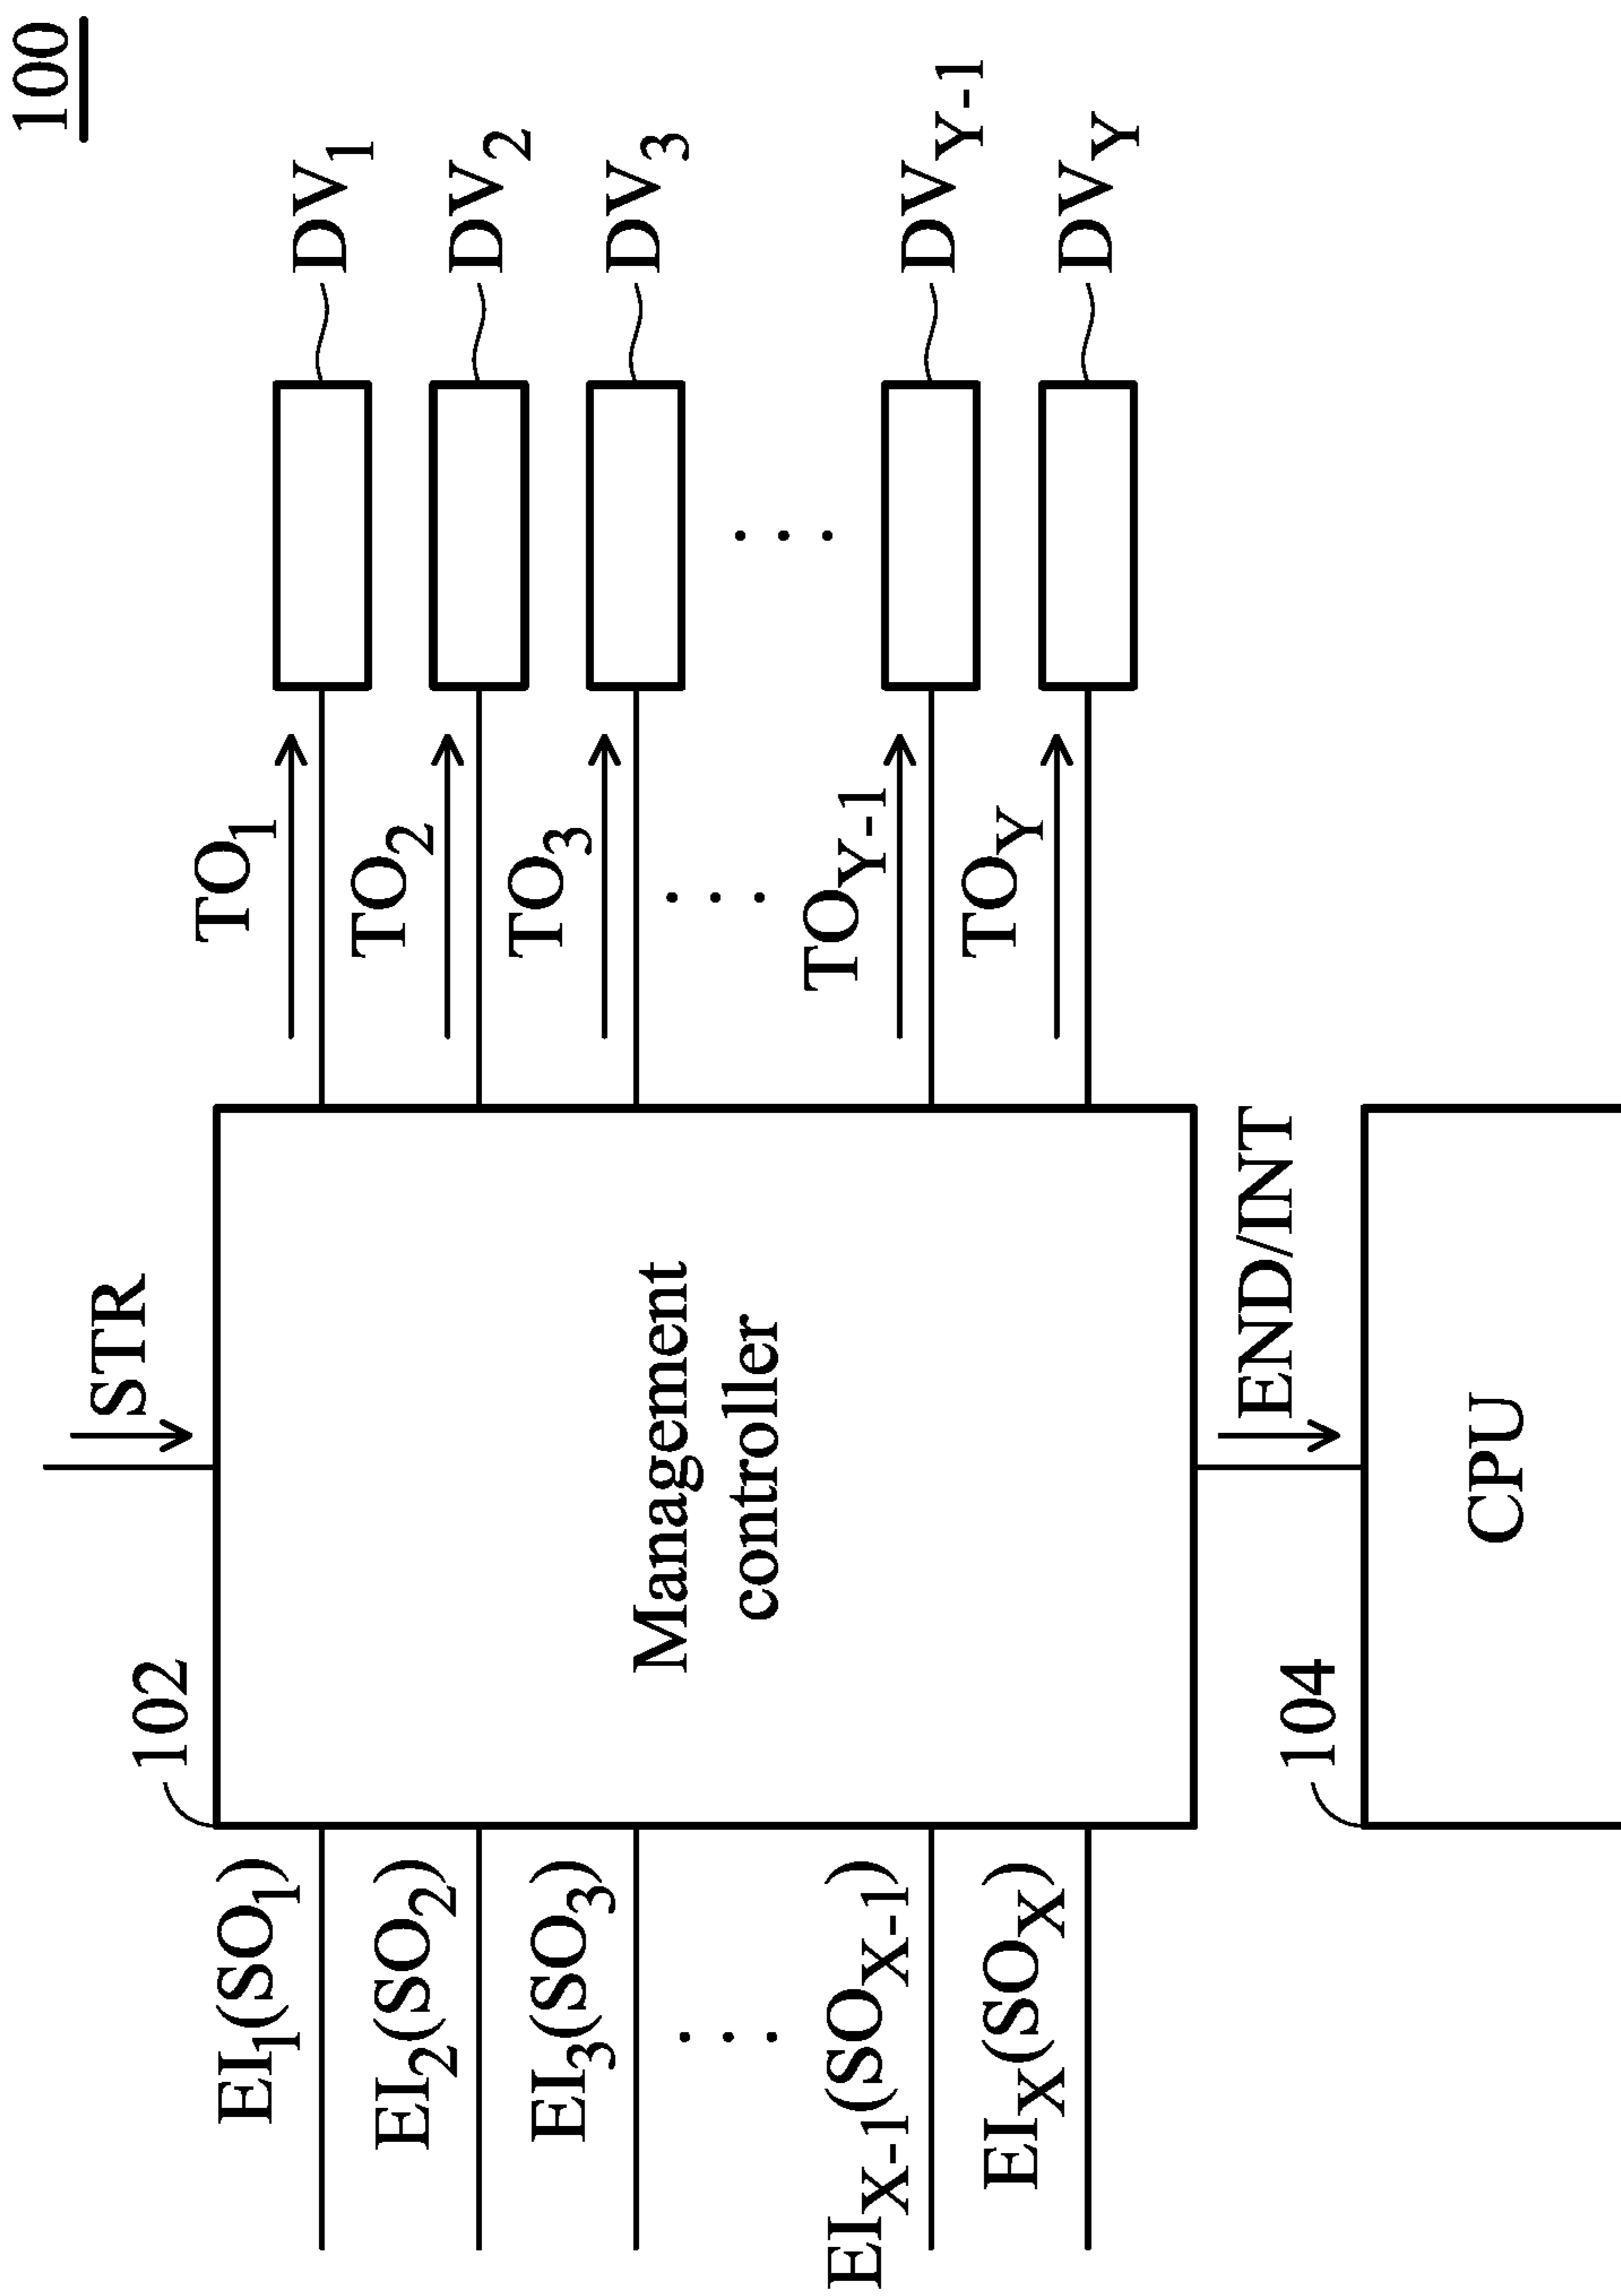 100
STR
102
EI1(SO1)
EI2(SO2)
EI3(SO3)
. . .
EIX-1(SOX-1)
EIX(SOX)
Management
controller
TO1
TO2
TO3
. . .
TOY-1
TOY
DV1
DV2
DV3
. . .
DVY-1
DVY
END/INT
104
CPU